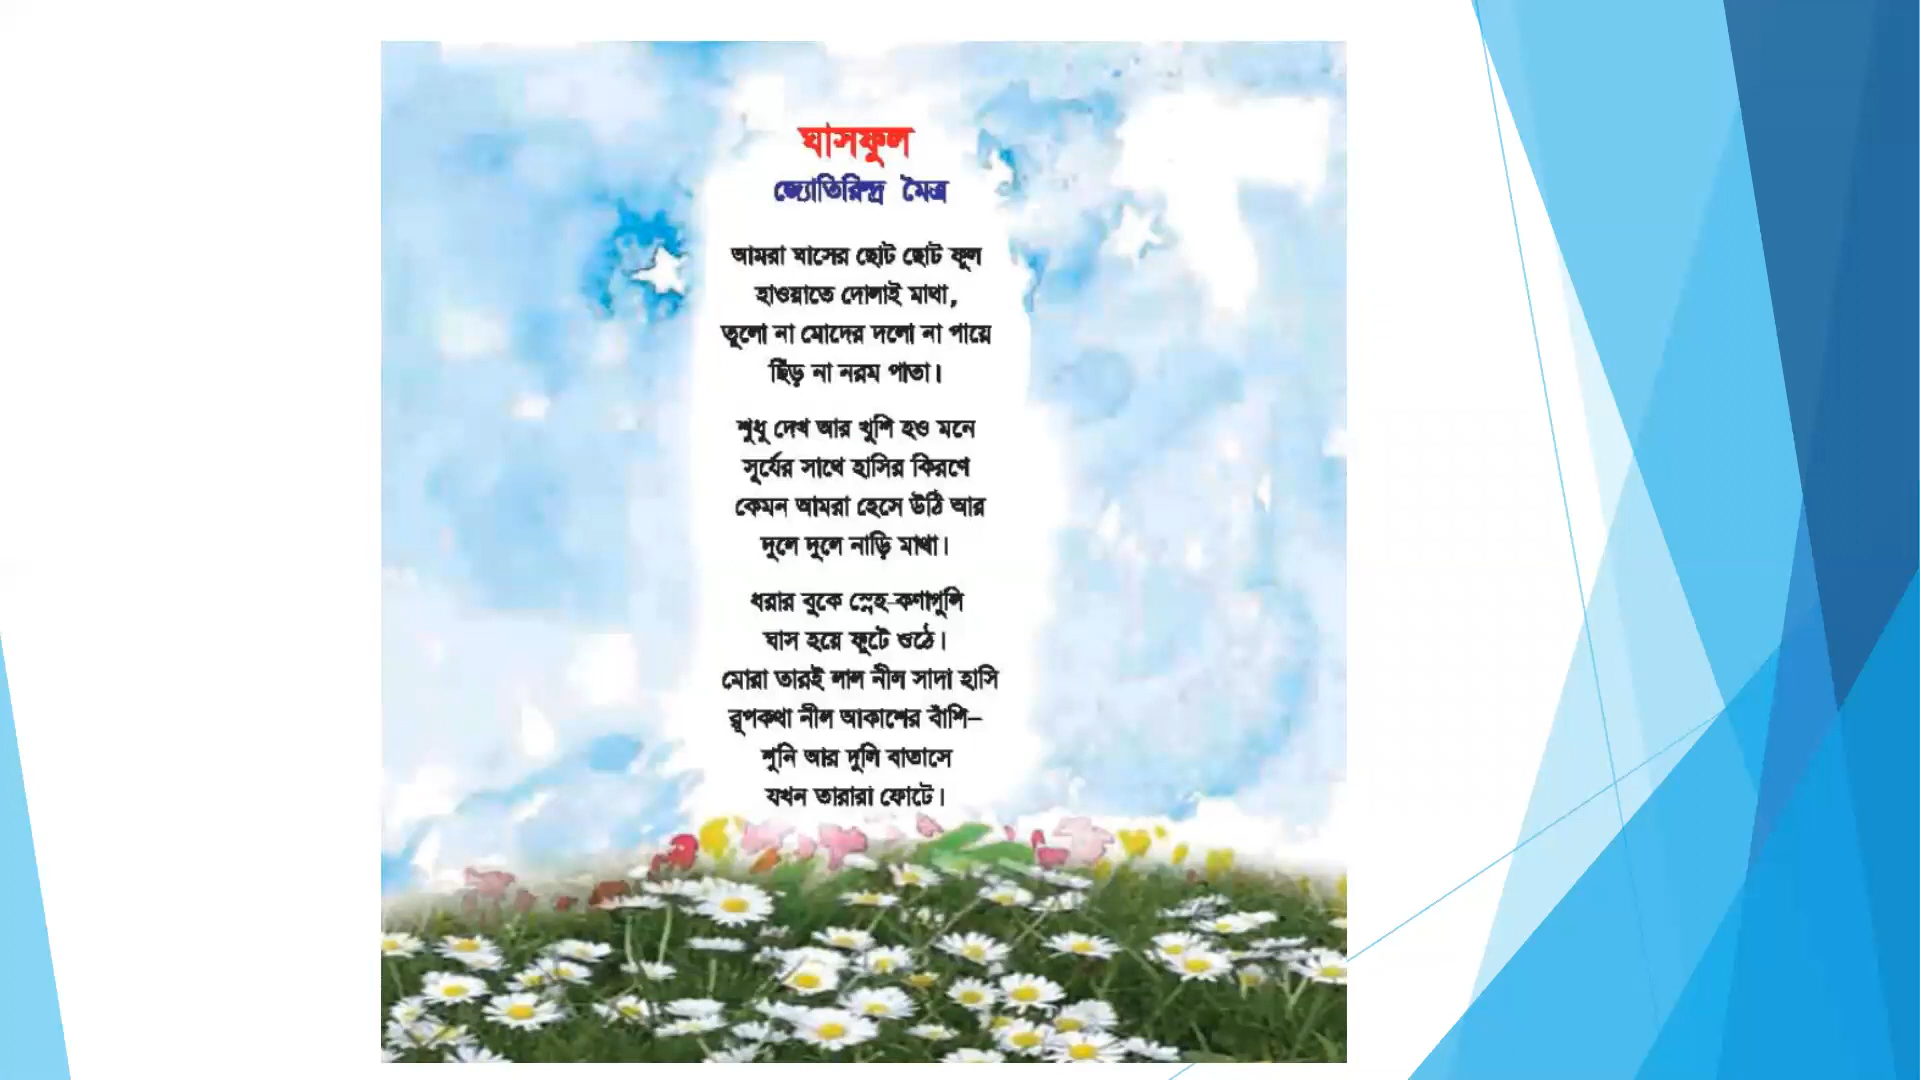 ঘাসফুল
জ্যোতিরিন্দ্র মৈত্র
আমরা ঘাসের ছোট ছোট ফুল
হাওয়াতে দোলাই মাথা,
তুলো না মোদের দলো না পায়ে
ছিঁড় না নরম পাতা।
শুধু দেখ আর খুশি হও মনে
সূর্যের সাথে হাসির কিরণে
কেমন আমরা হেসে উঠি আর
দুলে দুলে নাড়ি মাথা।
ধরার বুকে স্নেহ-কণাগুলি
ঘাস হয়ে ফুটে ওঠে।
মোরা তারই লাল নীল সাদা হাসি
রূপকথা নীল আকাশের বাঁশি–
শুনি আর দুলি বাতাসে
যখন তারারা ফোটে।